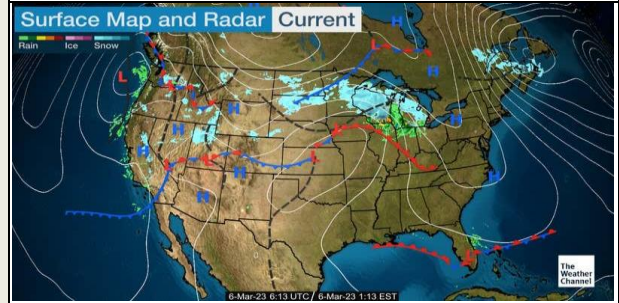 Surface Map and Radar Current
Rain Ice Snow
H
L
L
H
L
L
H
H
H
L
L
L
L
H
H
H
L
The
Weather
Channel
6-Mar-23 6:13 UTC / 6-Mar-23 1:13 EST